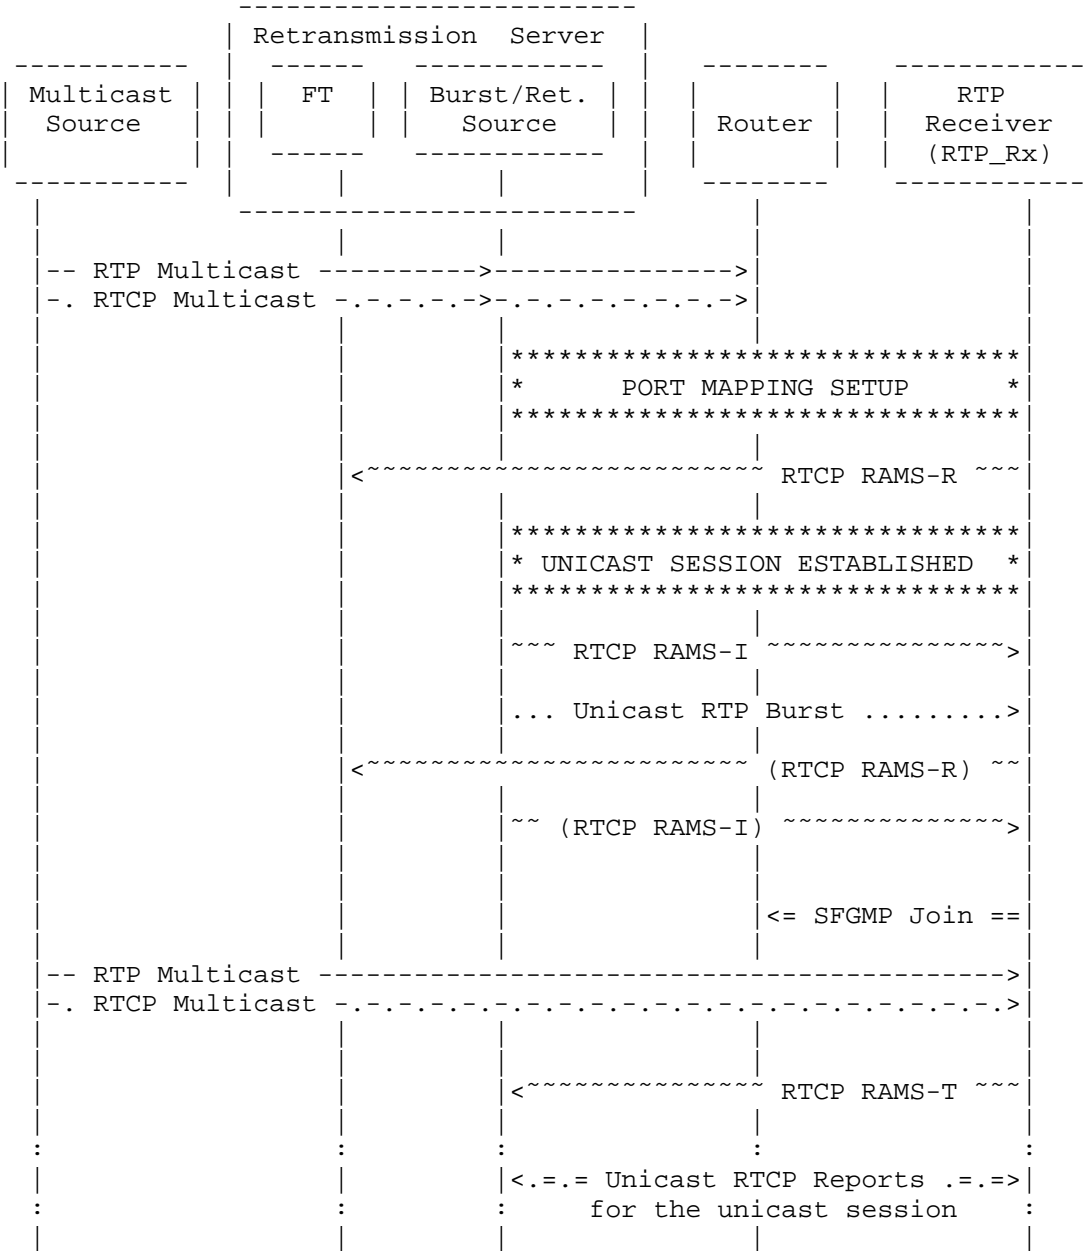 Retransmission Server
Multicast FT Burst/Ret. RTP
Source Source Router Receiver
(RTP_Rx)
-- RTP Multicast ---------->--------------->
-. RTCP Multicast -.-.-.-.->-.-.-.-.-.-.-.->
********************************
* PORT MAPPING SETUP *
********************************
<~~~~~~~~~~~~~~~~~~~~~~~~~ RTCP RAMS-R ~~~
********************************
* UNICAST SESSION ESTABLISHED *
********************************
~~~ RTCP RAMS-I ~~~~~~~~~~~~~~~>
... Unicast RTP Burst .........>
<~~~~~~~~~~~~~~~~~~~~~~~~ (RTCP RAMS-R) ~~
~~ (RTCP RAMS-I) ~~~~~~~~~~~~~~>
<= SFGMP Join ==
-- RTP Multicast ------------------------------------------->
-. RTCP Multicast -.-.-.-.-.-.-.-.-.-.-.-.-.-.-.-.-.-.-.-.-.>
<~~~~~~~~~~~~~~~ RTCP RAMS-T ~~~
: : : : :
<.=.= Unicast RTCP Reports .=.=>
: : : for the unicast session :